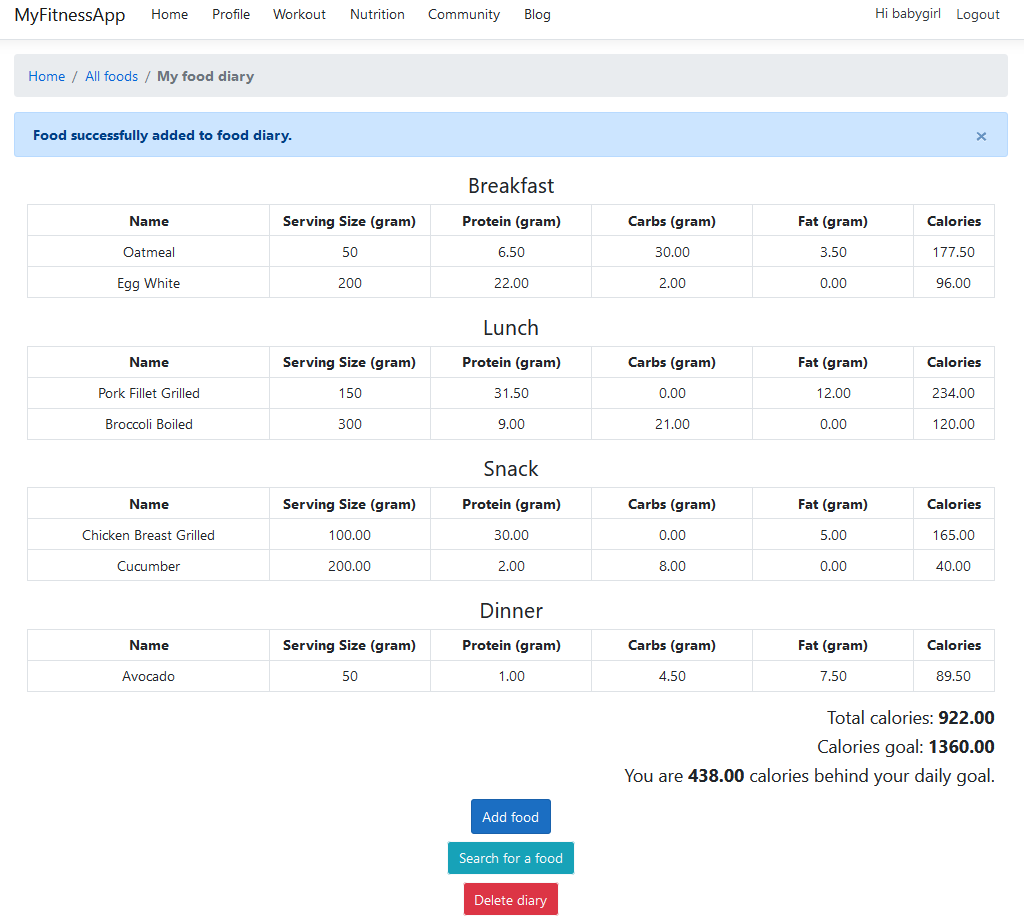 MyFitnessApp Home Profile Workout Nutrition Community Blog Hi babygirl Logout
Home / All foods / My food diary
Food successfully added to food diary. ×
Breakfast
Name Serving Size (gram) Protein (gram) Carbs (gram) Fat (gram) Calories
Oatmeal 50 6.50 30.00 3.50 177.50
Egg White 200 22.00 2.00 0.00 96.00
Lunch
Name Serving Size (gram) Protein (gram) Carbs (gram) Fat (gram) Calories
Pork Fillet Grilled 150 31.50 0.00 12.00 234.00
Broccoli Boiled 300 9.00 21.00 0.00 120.00
Snack
Name Serving Size (gram) Protein (gram) Carbs (gram) Fat (gram) Calories
Chicken Breast Grilled 100.00 30.00 0.00 5.00 165.00
Cucumber 200.00 2.00 8.00 0.00 40.00
Dinner
Name Serving Size (gram) Protein (gram) Carbs (gram) Fat (gram) Calories
Avocado 50 1.00 4.50 7.50 89.50
Total calories: 922.00
Calories goal: 1360.00
You are 438.00 calories behind your daily goal.
Add food
Search for a food
Delete diary